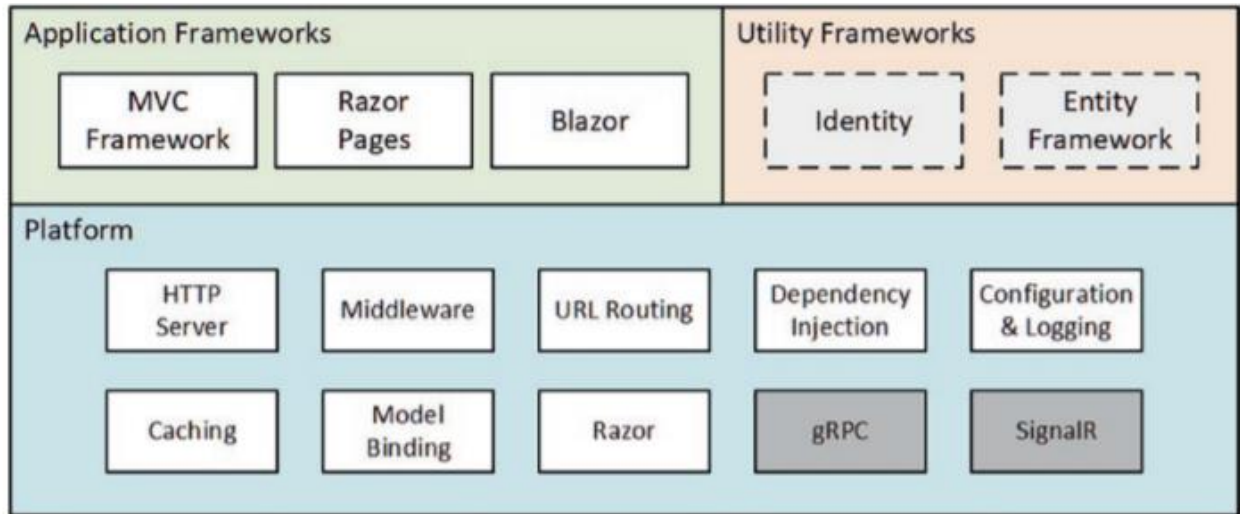 Application Frameworks
Utility Frameworks
MVC
Framework
Razor
Pages
Blazor
Identity
Entity
Framework
Platform
HTTP
Server
Middleware
URL Routing
Dependency
Injection
Configuration
& Logging
Caching
Model
Binding
Razor
gRPC
SignalR